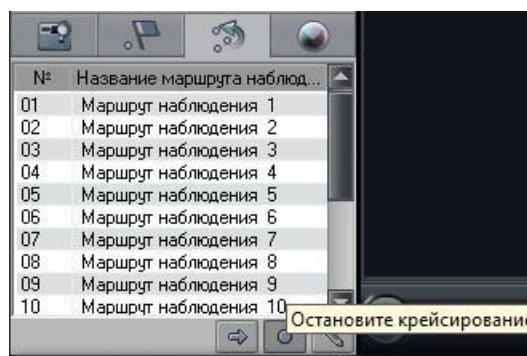 № Название маршрута наблюд...
01 Маршрут наблюдения 1
02 Маршрут наблюдения 2
03 Маршрут наблюдения 3
04 Маршрут наблюдения 4
05 Маршрут наблюдения 5
06 Маршрут наблюдения 6
07 Маршрут наблюдения 7
08 Маршрут наблюдения 8
09 Маршрут наблюдения 9
10 Маршрут наблюдения 10
Остановите крейсирование